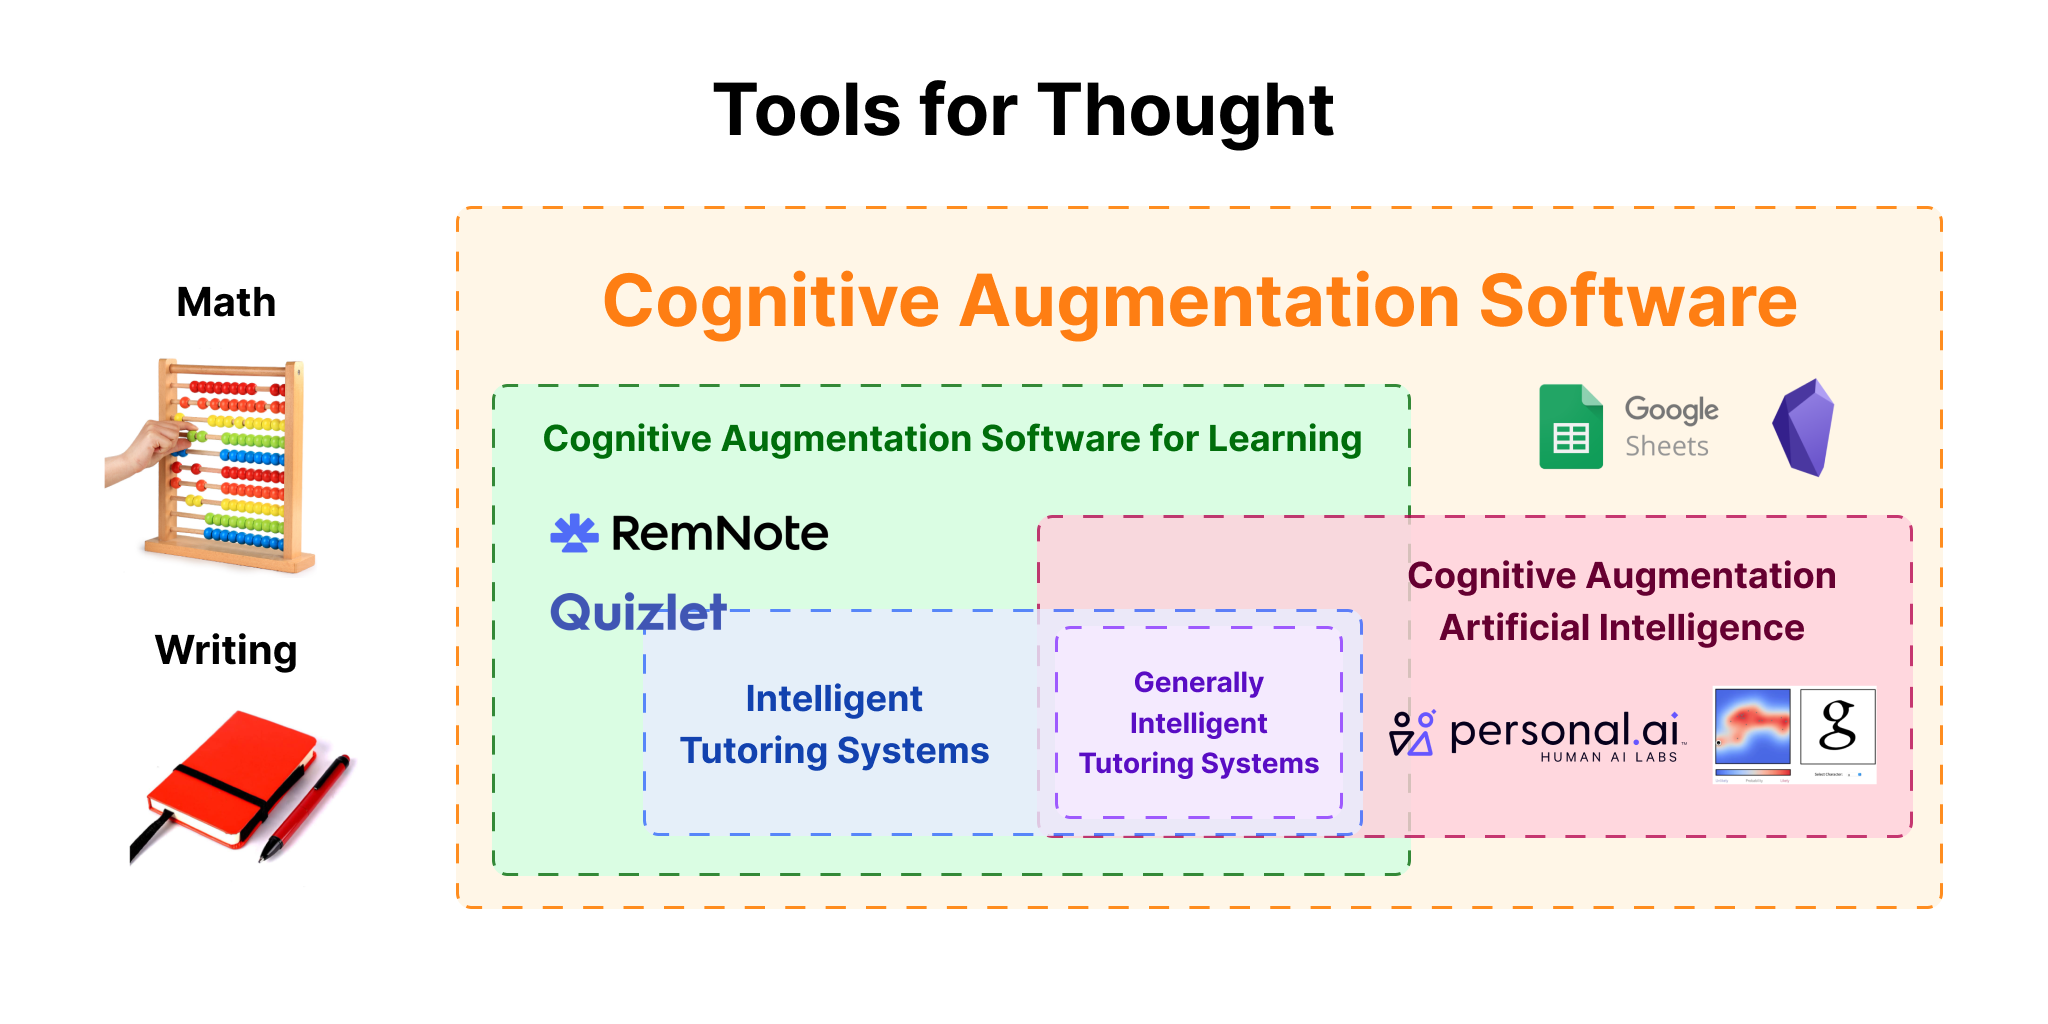 Tools for Thought
Math
Writing
Cognitive Augmentation Software
Cognitive Augmentation Software for Learning
RemNote
Quizlet
Intelligent
Tutoring Systems
Generally
Intelligent
Tutoring Systems
Google
Sheets
Cognitive Augmentation
Artificial Intelligence
personal.ai™
HUMAN AI LABS
g